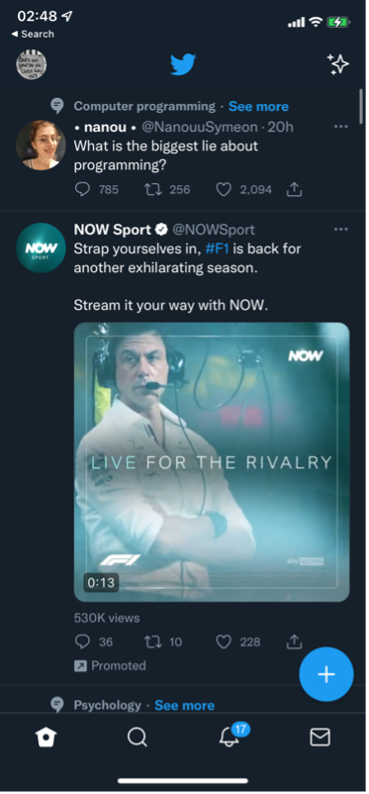 02:48
Search
Computer programming · See more
• nanou • @NanouuSymeon · 20h
What is the biggest lie about
programming?
785 256 2,094
NOW Sport @NOWSport
NOW
SPORT
Strap yourselves in, #F1 is back for
another exhilarating season.
Stream it your way with NOW.
NOW
LIVE FOR THE RIVALRY
F1
sky sports
0:13
530K views
36 10 228
Promoted
Psychology · See more
17